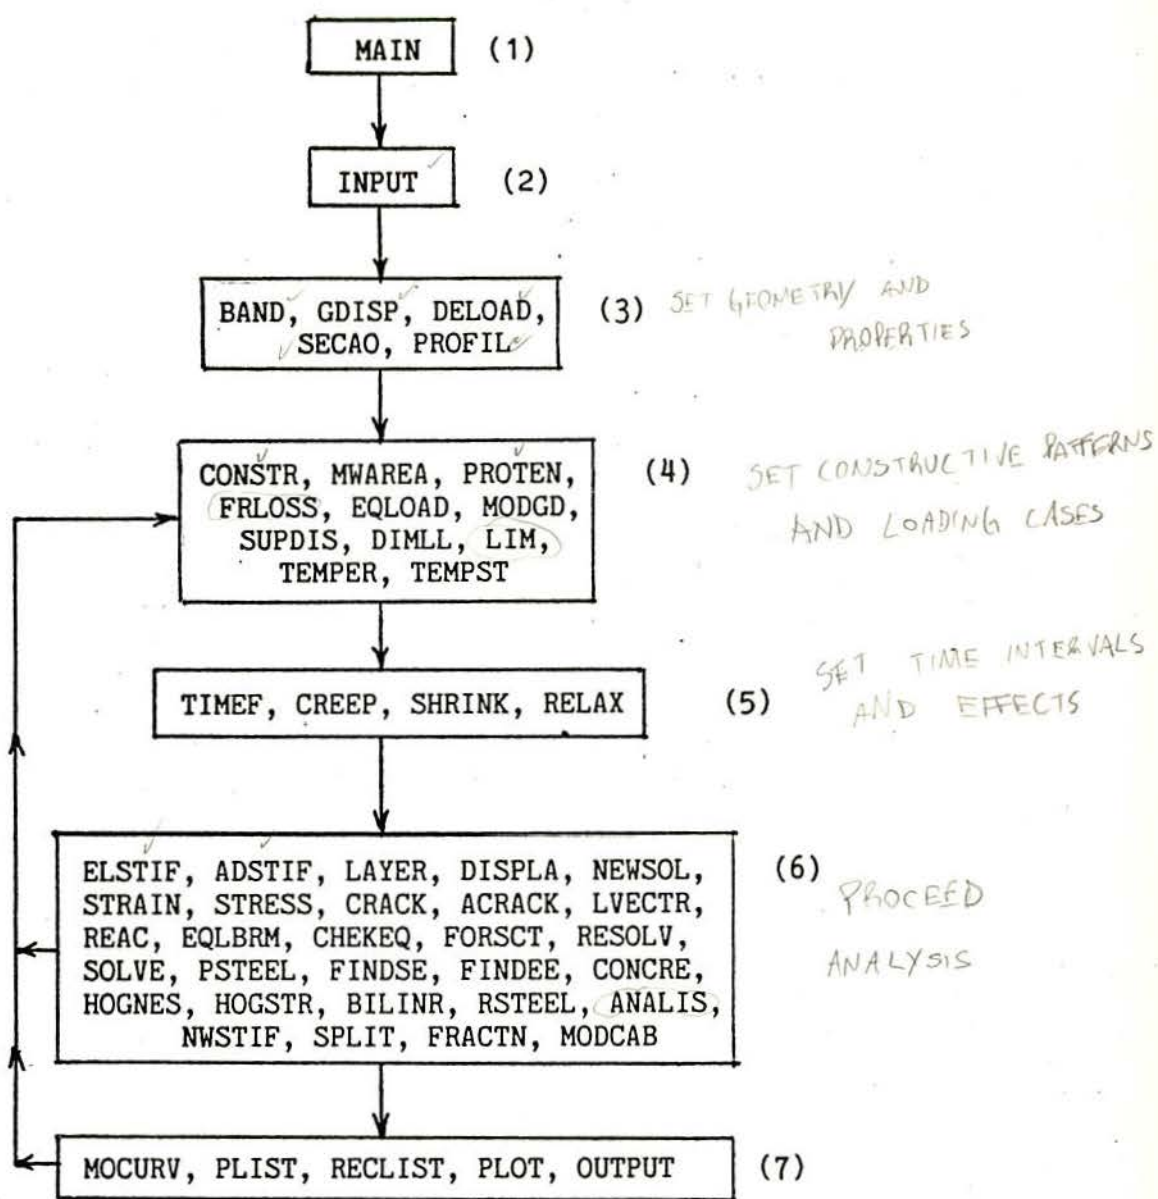 MAIN (1)
INPUT (2)
BAND, GDISP, DELOAD,
SECAO, PROFIL
(3) SET GEOMETRY AND
PROPERTIES
CONSTR, MWAREA, PROTEN,
FRLOSS, EQLOAD, MODGD,
SUPDIS, DIMLL, LIM,
TEMPER, TEMPST
(4) SET CONSTRUCTIVE PATTERNS
AND LOADING CASES
TIMEF, CREEP, SHRINK, RELAX
(5) SET TIME INTERVALS
AND EFFECTS
ELSTIF, ADSTIF, LAYER, DISPLA, NEWSOL,
STRAIN, STRESS, CRACK, ACRACK, LVECTR,
REAC, EQLBRM, CHEKEQ, FORSCT, RESOLV,
SOLVE, PSTEEL, FINDSE, FINDEE, CONCRE,
HOGNES, HOGSTR, BILINR, RSTEEL, ANALIS,
NWSTIF, SPLIT, FRACTN, MODCAB
(6) PROCEED
ANALYSIS
MOCURV, PLIST, RECLIST, PLOT, OUTPUT (7)